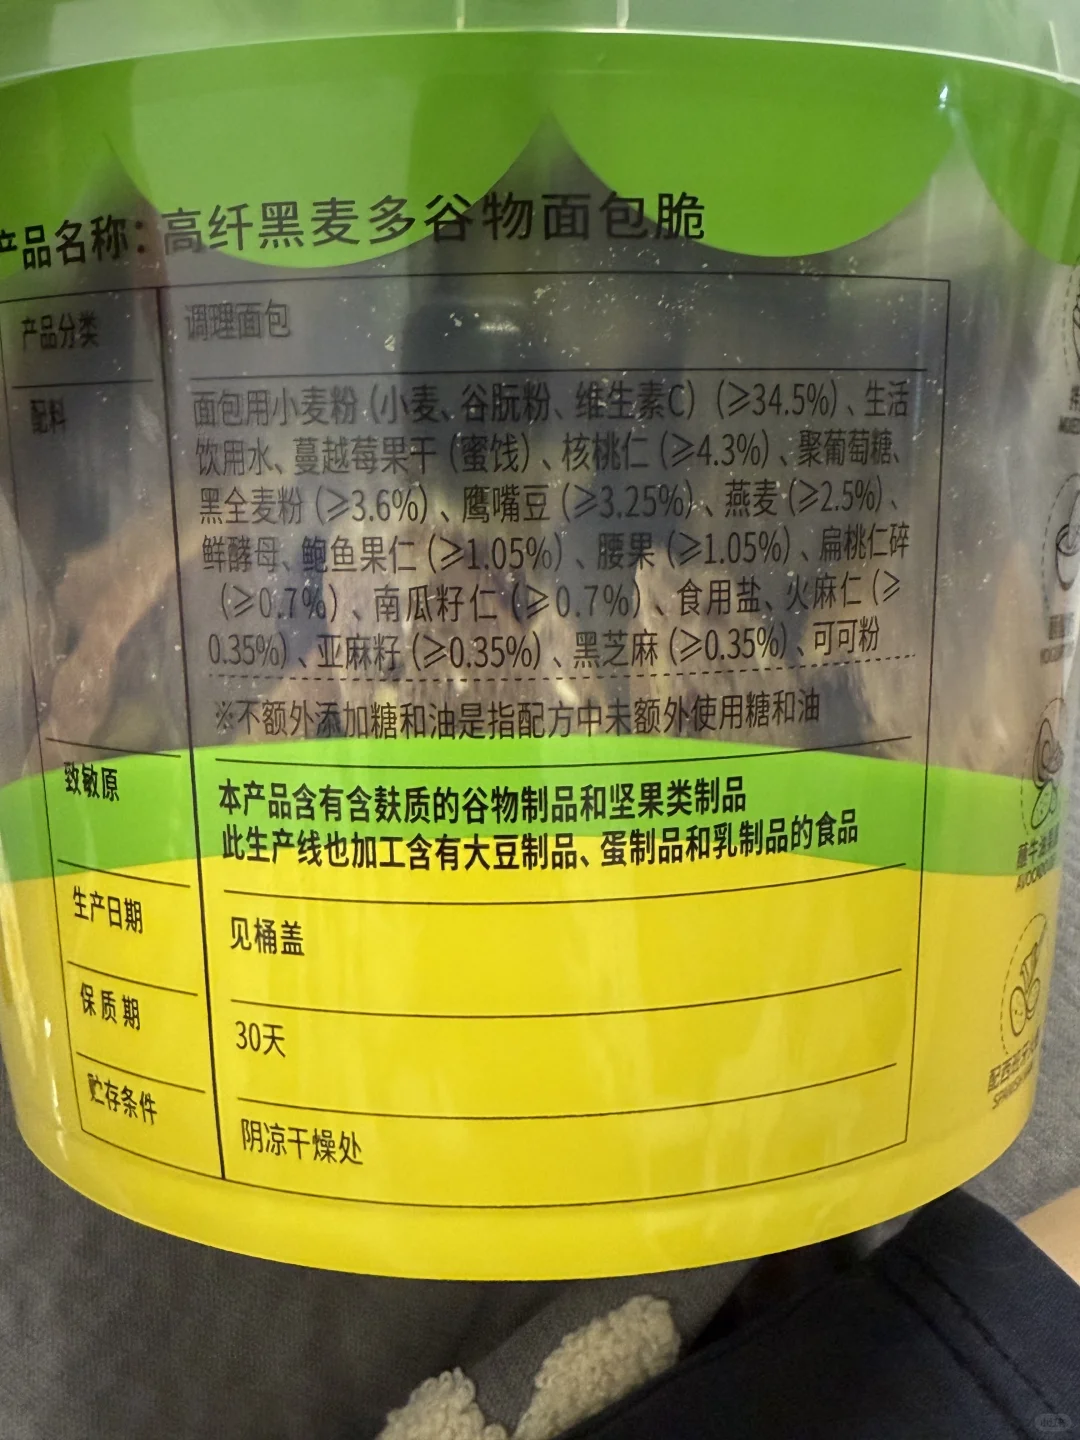 产品名称：高纤黑麦多谷物面包脆
产品分类 调理面包
配料 面包用小麦粉（小麦、谷朊粉、维生素C）（≥34.5%）、生活
饮用水、蔓越莓果干（蜜饯）、核桃仁（≥4.3%）、聚葡萄糖、
黑全麦粉（≥3.6%）、鹰嘴豆（≥3.25%）、燕麦（≥2.5%）、
鲜酵母、鲍鱼果仁（≥1.05%）、腰果（≥1.05%）、扁桃仁碎
（≥0.7%）、南瓜籽仁（≥0.7%）、食用盐、火麻仁（≥
0.35%）、亚麻籽（≥0.35%）、黑芝麻（≥0.35%）、可可粉
※不额外添加糖和油是指配方中未额外使用糖和油
致敏原 本产品含有含麸质的谷物制品和坚果类制品
此生产线也加工含有大豆制品、蛋制品和乳制品的食品
生产日期 见桶盖
保质期 30天
贮存条件 阴凉干燥处